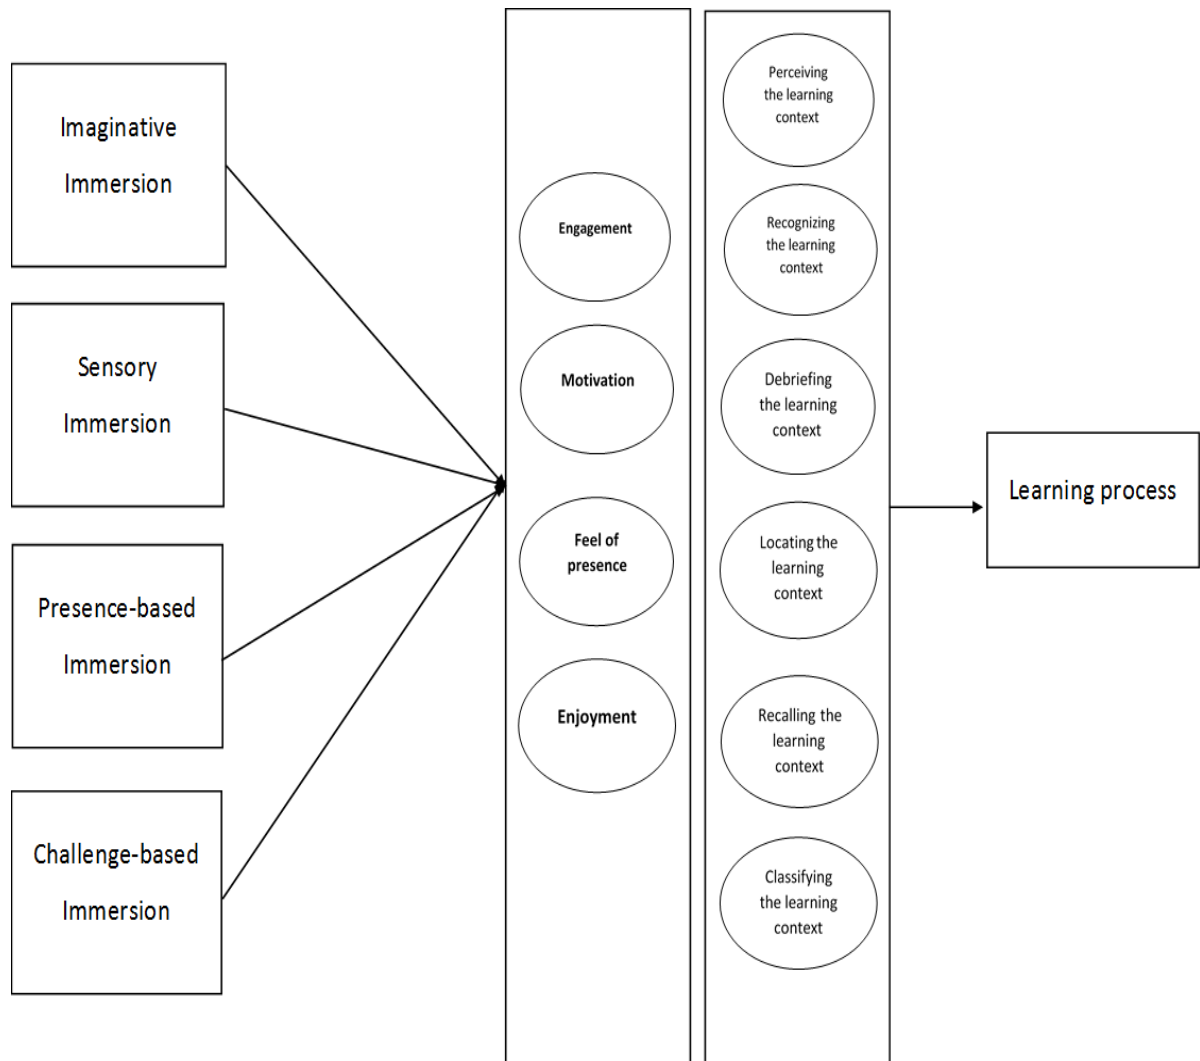 Imaginative
Immersion
Sensory
Immersion
Presence-based
Immersion
Challenge-based
Immersion
Engagement
Motivation
Feel of
presence
Enjoyment
Perceiving
the learning
context
Recognizing
the learning
context
Debriefing
the learning
context
Locating the
learning
context
Recalling the
learning
context
Classifying
the learning
context
Learning process